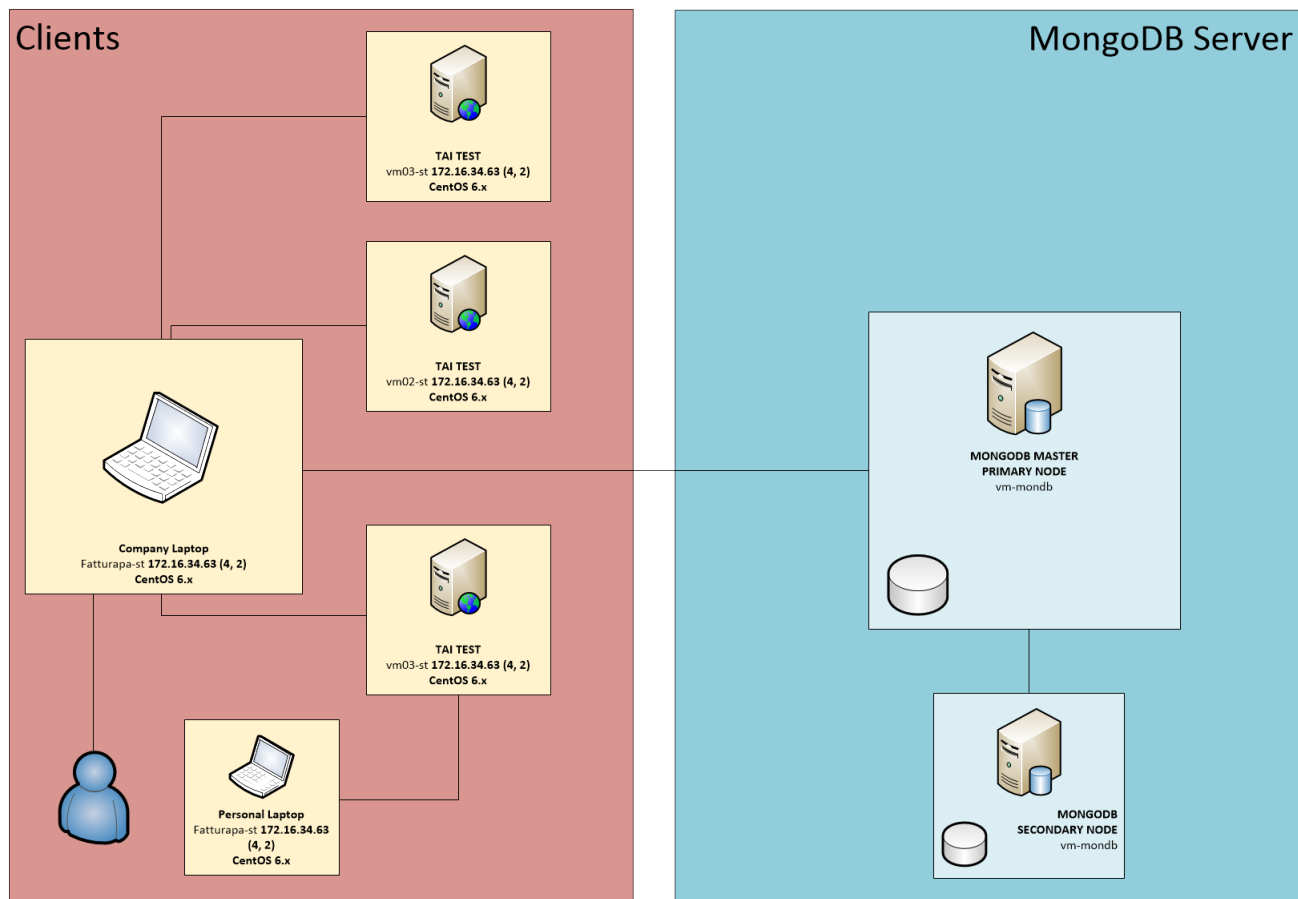 Clients
MongoDB Server
TAI TEST
vm03-st 172.16.34.63 (4, 2)
CentOS 6.x
TAI TEST
vm02-st 172.16.34.63 (4, 2)
CentOS 6.x
MONGODB MASTER
PRIMARY NODE
vm-mondb
Company Laptop
Fatturapa-st 172.16.34.63 (4, 2)
CentOS 6.x
TAI TEST
vm03-st 172.16.34.63 (4, 2)
CentOS 6.x
Personal Laptop
Fatturapa-st 172.16.34.63
(4, 2)
CentOS 6.x
MONGODB
SECONDARY NODE
vm-mondb